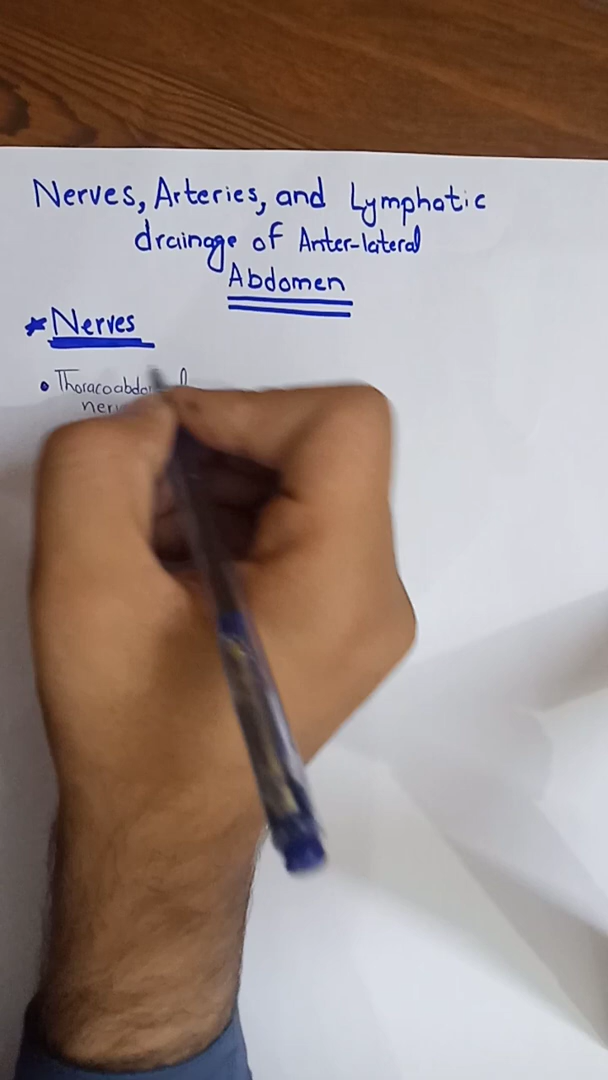 Nerves, Arteries, and Lymphatic
drainage of Anter-lateral
Abdomen
* Nerves